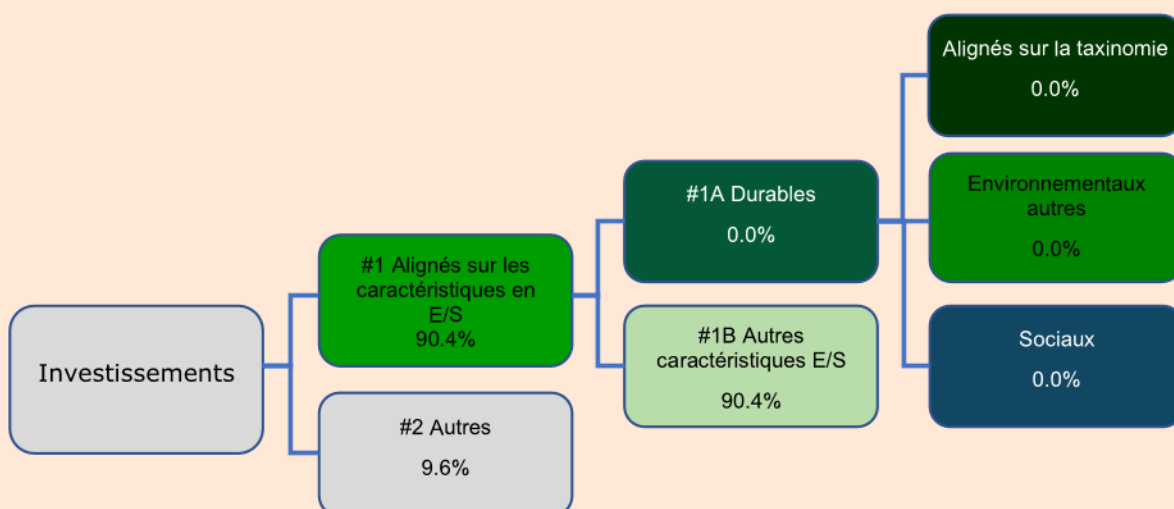 Investissements
#1 Alignés sur les
caractéristiques en
E/S
90.4%
#2 Autres
9.6%
#1A Durables
0.0%
#1B Autres
caractéristiques E/S
90.4%
Alignés sur la taxinomie
0.0%
Environnementaux
autres
0.0%
Sociaux
0.0%